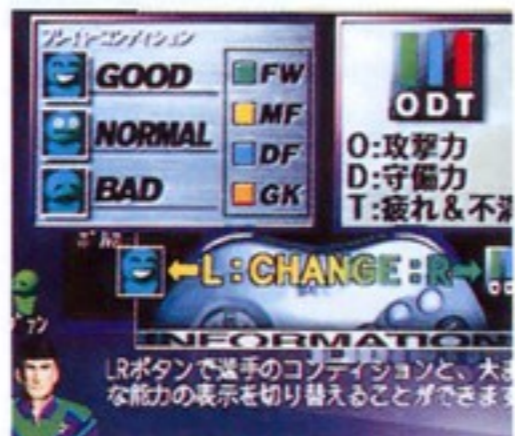 プレイヤーコンディション
GOOD
NORMAL
BAD
FW
MF
DF
GK
ODT
O:攻撃力
D:守備力
T:疲れ&不満
←L:CHANGE:R→
INFORMATION
LRボタンで選手のコンディションと、大ま
な能力の表示を切り替えることができます